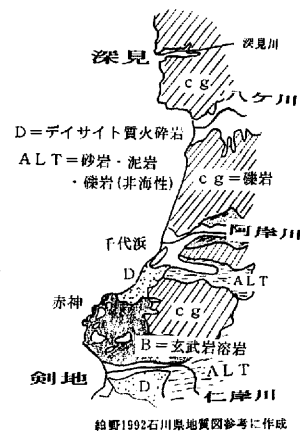 深見
深見川
cg
八ケ川
D=デイサイト質火砕岩
ALT=砂岩・泥岩
・礫岩(非海性)
cg=礫岩
阿岸川
千代浜
D
ALT
赤神
cg
B=玄武岩溶岩
剣地
ALT
D
仁岸川
絈野1992石川県地質図参考に作成